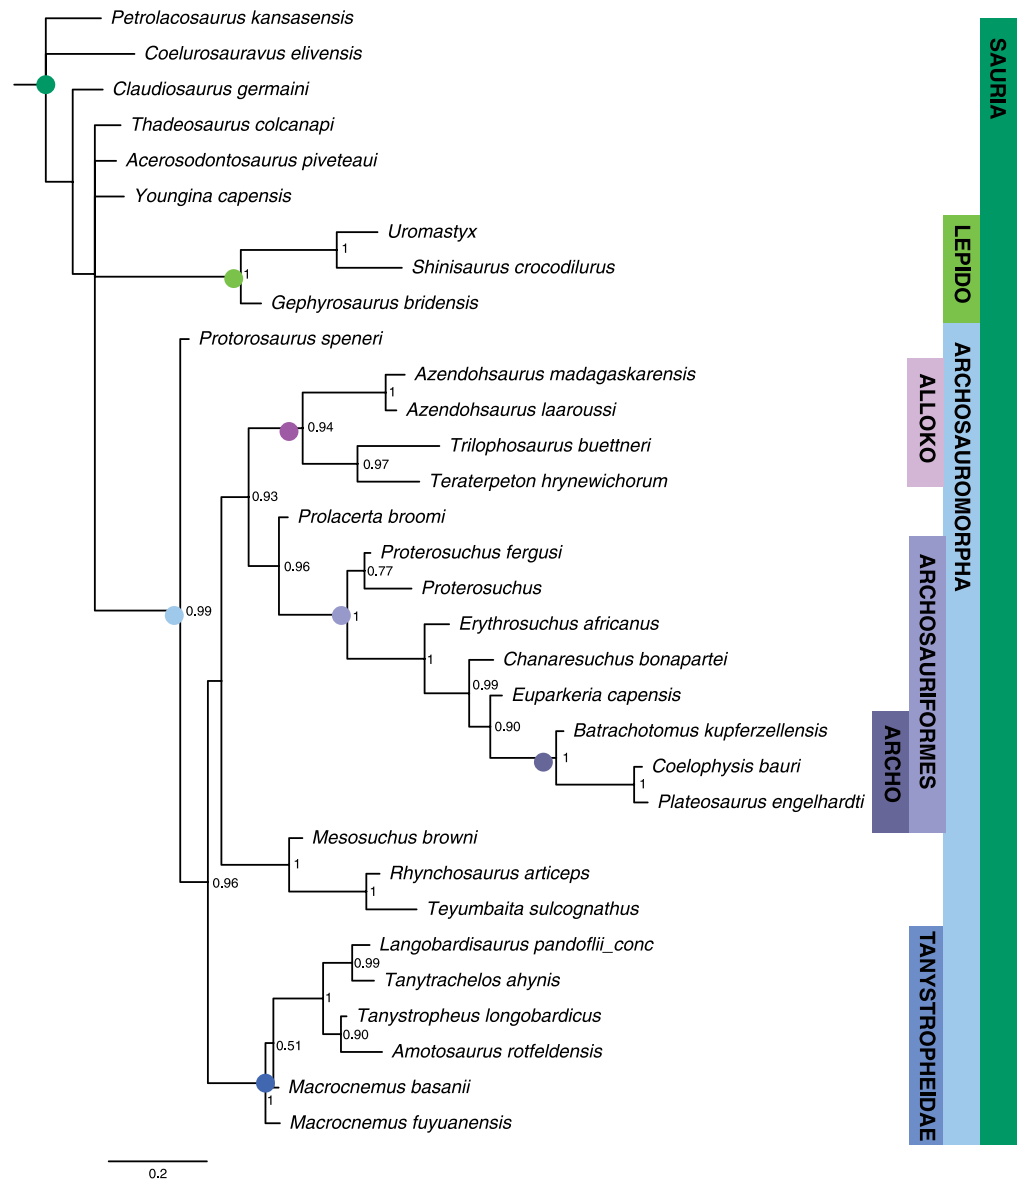 Petrolacosaurus kansasensis
Coelurosauravus elivensis
Claudiosaurus germaini
Thadeosaurus colcanapi
Acerosodontosaurus piveteaui
Youngina capensis
Uromastyx
1
Shinisaurus crocodilurus
1
Gephyrosaurus bridensis
Protorosaurus speneri
Azendohsaurus madagaskarensis
1
Azendohsaurus laaroussi
0.94
Trilophosaurus buettneri
0.97
Teraterpeton hrynewichorum
0.93
Prolacerta broomi
0.96
Proterosuchus fergusi
0.77
Proterosuchus
0.99
1
Erythrosuchus africanus
1
Chanaresuchus bonapartei
0.99
Euparkeria capensis
0.90
Batrachotomus kupferzellensis
1
Coelophysis bauri
1
Plateosaurus engelhardti
Mesosuchus browni
1
Rhynchosaurus articeps
1
0.96
Teyumbaita sulcognathus
Langobardisaurus pandoflii_conc
0.99
Tanytrachelos ahynis
1
Tanystropheus longobardicus
0.90
0.51
Amotosaurus rotfeldensis
Macrocnemus basanii
1
Macrocnemus fuyuanensis
0.2
SAURIA
LEPIDO
ARCHOSAUROMORPHA
ALLOKO
ARCHOSAURIFORMES
ARCHO
TANYSTROPHEIDAE